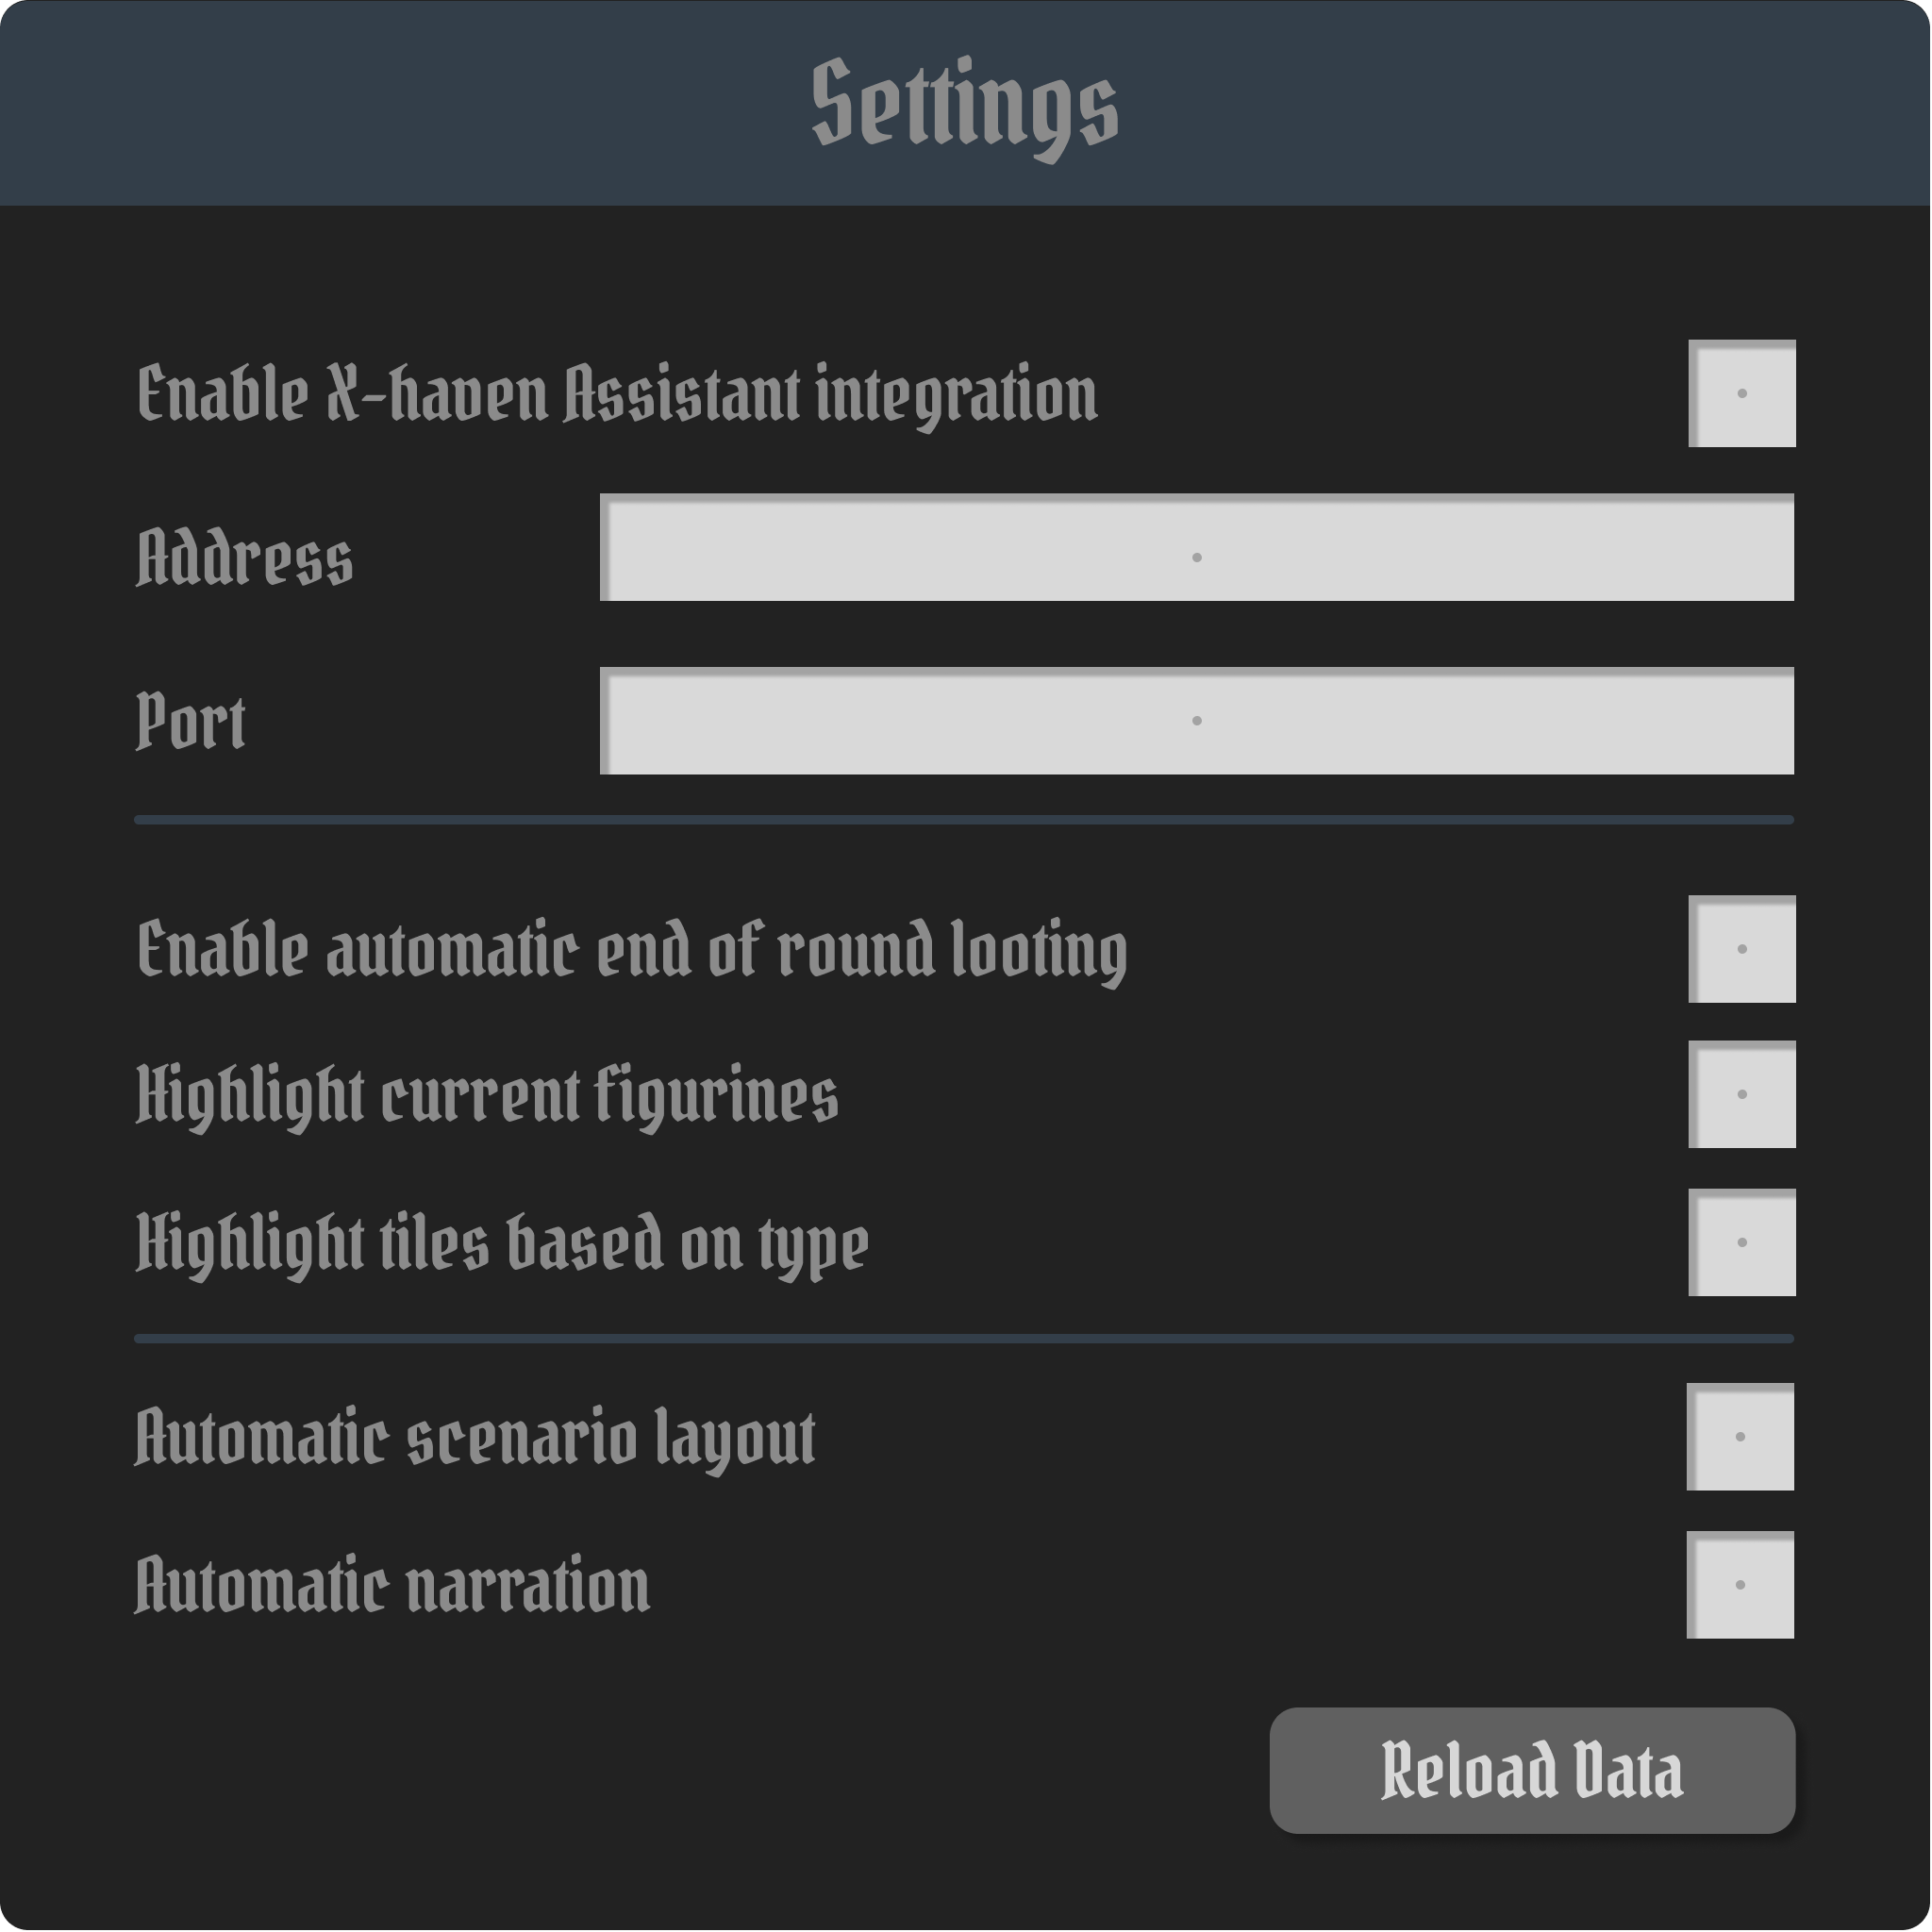 Settings
Enable X-haven Assistant integration
Address
Port
Enable automatic end of round looting
Highlight current figurines
Highlight tiles based on type
Automatic scenario layout
Automatic narration
Reload Data